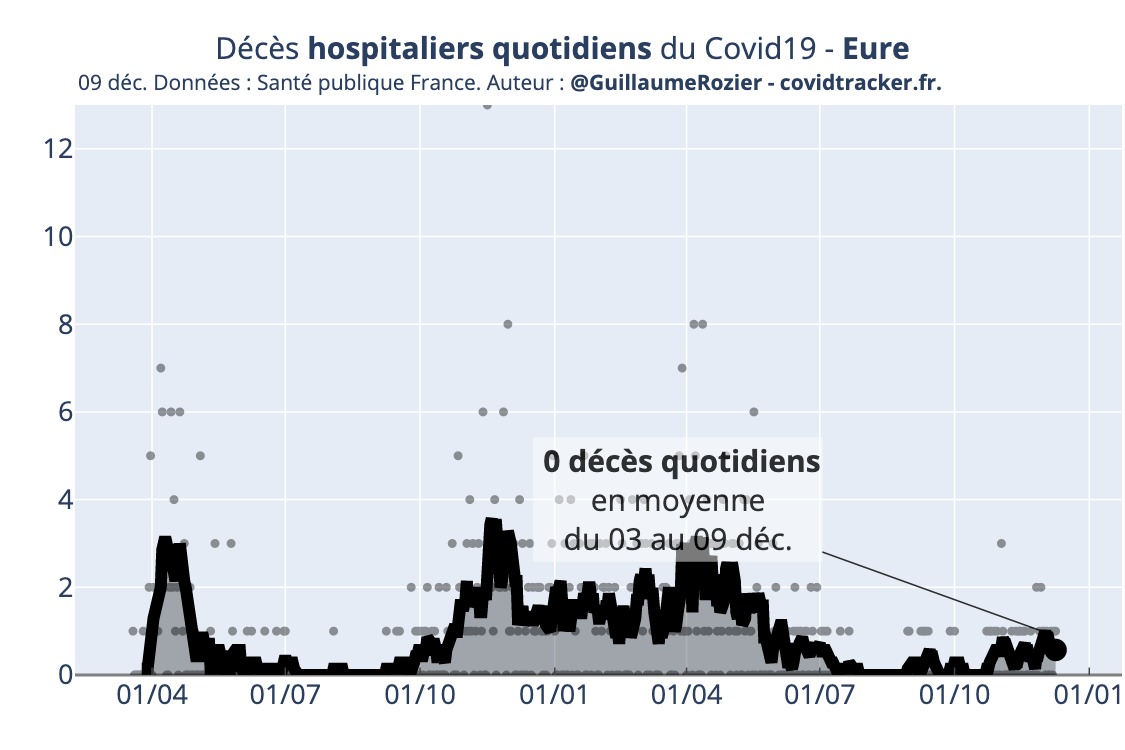 Décès hospitaliers quotidiens du Covid19 - Eure
09 déc. Données : Santé publique France. Auteur : @GuillaumeRozier - covidtracker.fr.
12
10
8
6
0 décès quotidiens
4
en moyenne
du 03 au 09 déc.
2
0
01/04 01/07 01/10 01/01 01/04 01/07 01/10 01/01